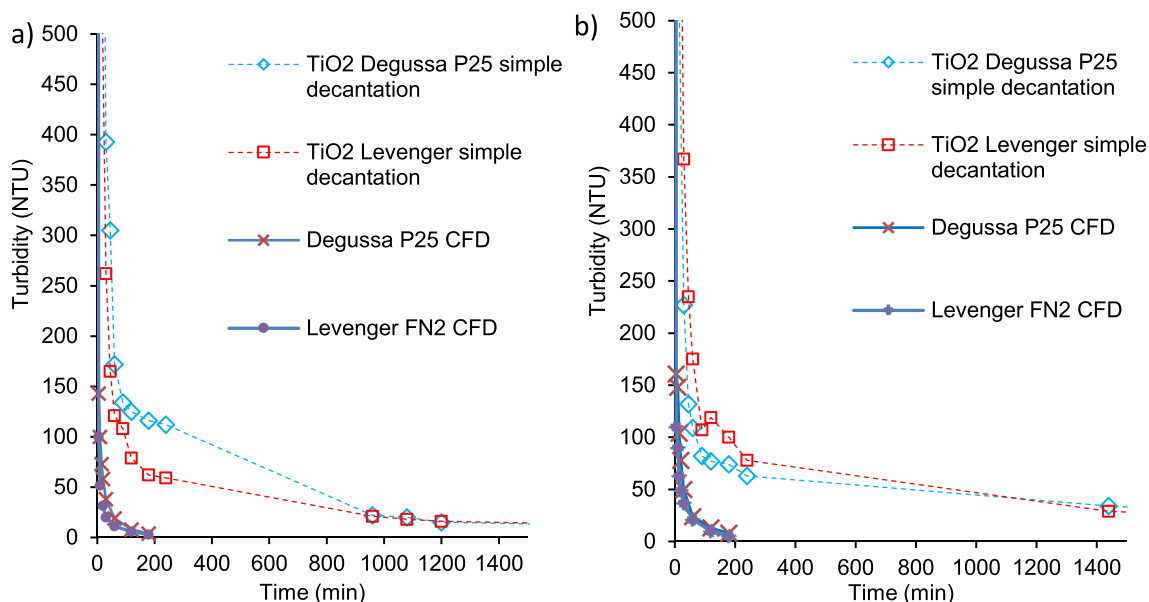 a)
500
450
400
350
300
250
200
150
100
50
0
Turbidity (NTU)
0 200 400 600 800 1000 1200 1400
Time (min)
TiO2 Degussa P25 simple
decantation
TiO2 Levenger simple
decantation
Degussa P25 CFD
Levenger FN2 CFD
b)
500
450
400
350
300
250
200
150
100
50
0
Turbidity (NTU)
0 200 400 600 800 1000 1200 1400
Time (min)
TiO2 Degussa P25
simple decantation
TiO2 Levenger simple
decantation
Degussa P25 CFD
Levenger FN2 CFD